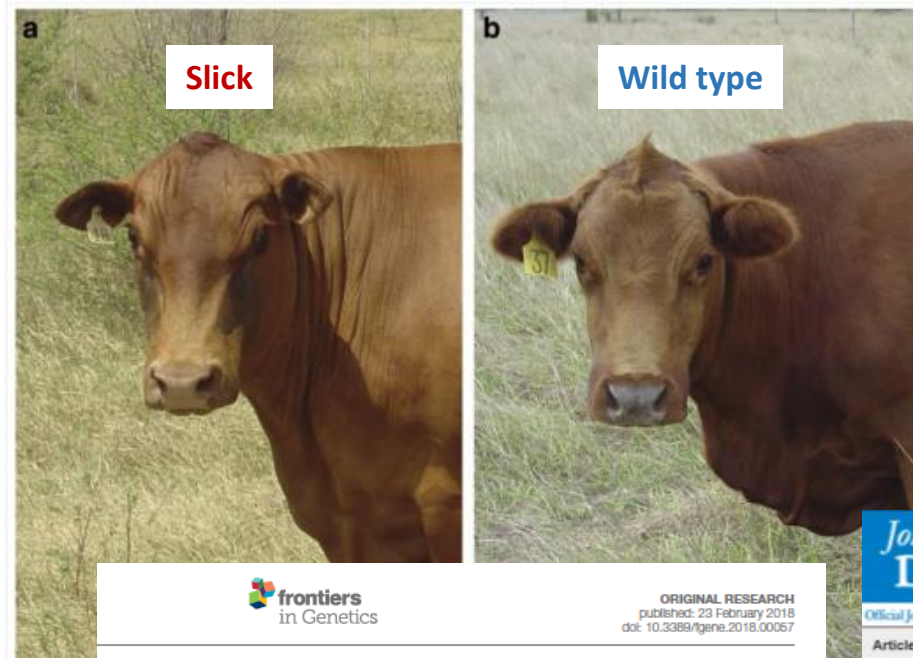 a
Slick
b
Wild type
37
frontiers
in Genetics
ORIGINAL RESEARCH
published: 23 February 2018
doi: 10.3389/fgene.2018.00057
Official
Article